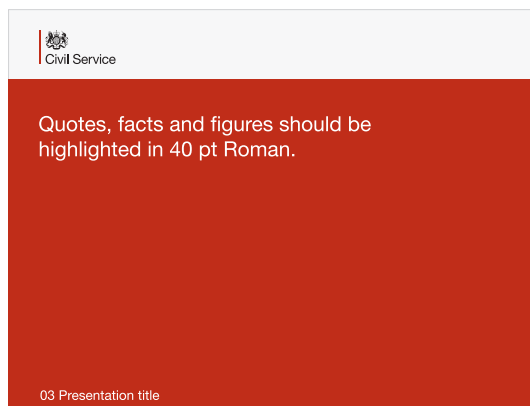 Civil Service
Quotes, facts and figures should be
highlighted in 40 pt Roman.
03 Presentation title